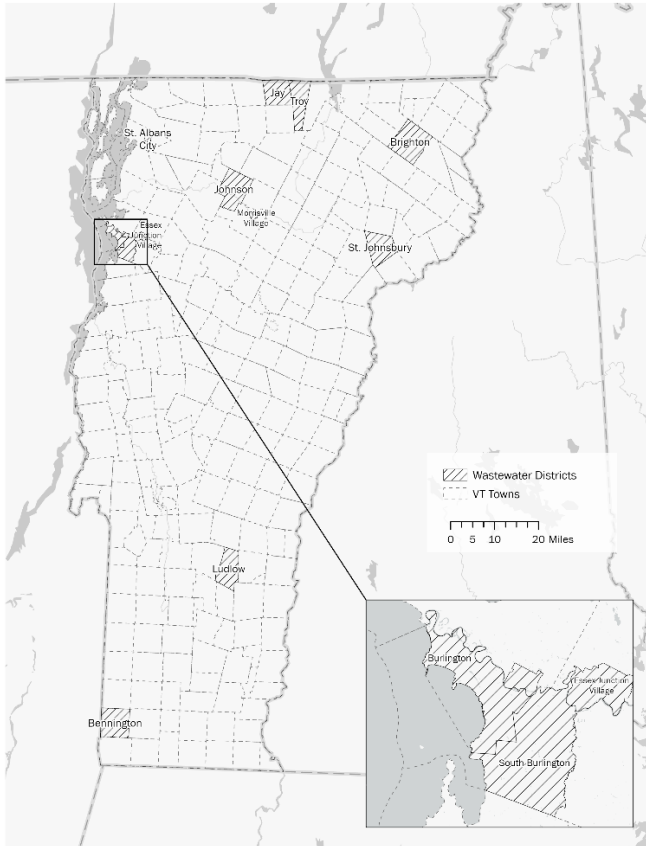 Jay
Troy
St. Albans
City
Brighton
Johnson
Morrisville
Village
Essex
Junction
Village
St. Johnsbury
Wastewater Districts
VT Towns
0 5 10 20 Miles
Ludlow
Burlington
Essex Junction
Village
South Burlington
Bennington